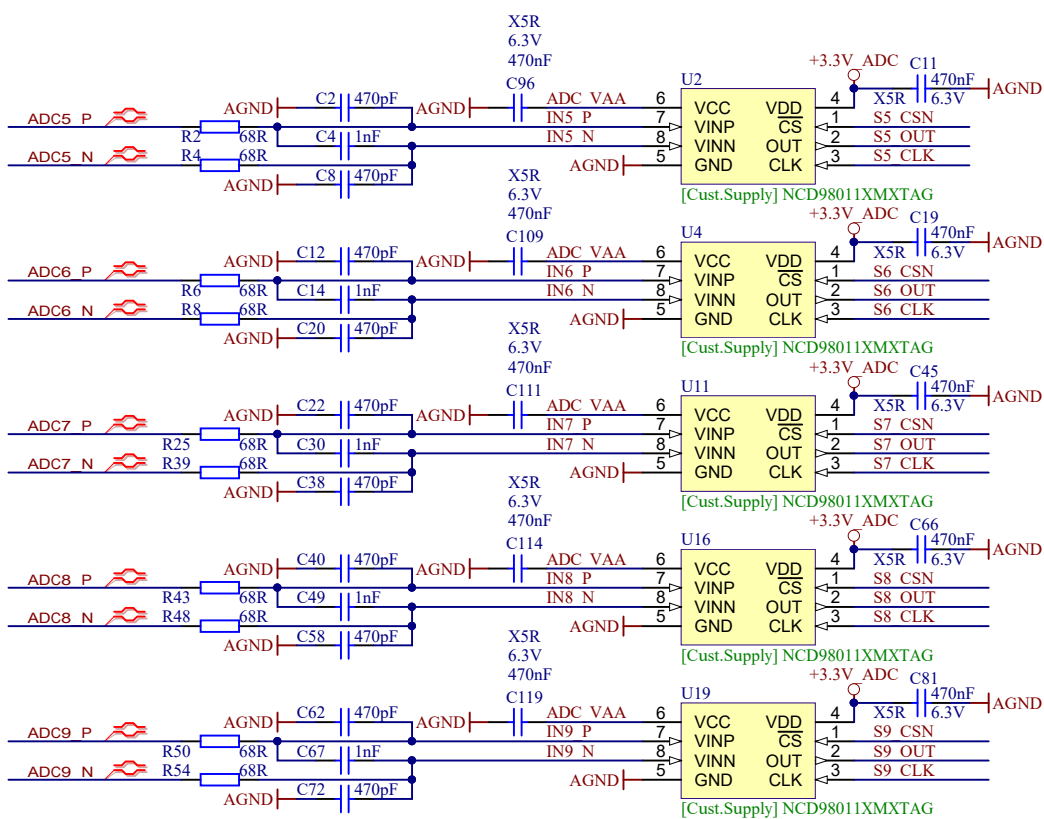 X5R
6.3V
470nF
+3.3V_ADC C11
C96 U2 470nF
AGND C2 470pF AGND ADC_VAA 6 VCC VDD 4 X5R 6.3V AGND
ADC5_P IN5_P 7 VINP CS 1 S5_CSN
R2 68R C4 1nF IN5_N 8 VINN OUT 2 S5_OUT
ADC5_N R4 68R AGND 5 GND CLK 3 S5_CLK
AGND C8 470pF X5R
6.3V [Cust.Supply] NCD98011XMXTAG
470nF +3.3V_ADC C19
C109 U4 470nF
AGND C12 470pF AGND ADC_VAA 6 VCC VDD 4 X5R 6.3V AGND
ADC6_P IN6_P 7 VINP CS 1 S6_CSN
R6 68R C14 1nF IN6_N 8 VINN OUT 2 S6_OUT
ADC6_N R8 68R AGND 5 GND CLK 3 S6_CLK
AGND C20 470pF X5R
6.3V [Cust.Supply] NCD98011XMXTAG
470nF +3.3V_ADC C45
C111 U11 470nF
AGND C22 470pF AGND ADC_VAA 6 VCC VDD 4 X5R 6.3V AGND
ADC7_P IN7_P 7 VINP CS 1 S7_CSN
R25 68R C30 1nF IN7_N 8 VINN OUT 2 S7_OUT
ADC7_N R39 68R AGND 5 GND CLK 3 S7_CLK
AGND C38 470pF X5R
6.3V [Cust.Supply] NCD98011XMXTAG
470nF +3.3V_ADC C66
C114 U16 470nF
AGND C40 470pF AGND ADC_VAA 6 VCC VDD 4 X5R 6.3V AGND
ADC8_P IN8_P 7 VINP CS 1 S8_CSN
R43 68R C49 1nF IN8_N 8 VINN OUT 2 S8_OUT
ADC8_N R48 68R AGND 5 GND CLK 3 S8_CLK
AGND C58 470pF X5R
6.3V [Cust.Supply] NCD98011XMXTAG
470nF +3.3V_ADC C81
C119 U19 470nF
AGND C62 470pF AGND ADC_VAA 6 VCC VDD 4 X5R 6.3V AGND
ADC9_P IN9_P 7 VINP CS 1 S9_CSN
R50 68R C67 1nF IN9_N 8 VINN OUT 2 S9_OUT
ADC9_N R54 68R AGND 5 GND CLK 3 S9_CLK
AGND C72 470pF
[Cust.Supply] NCD98011XMXTAG